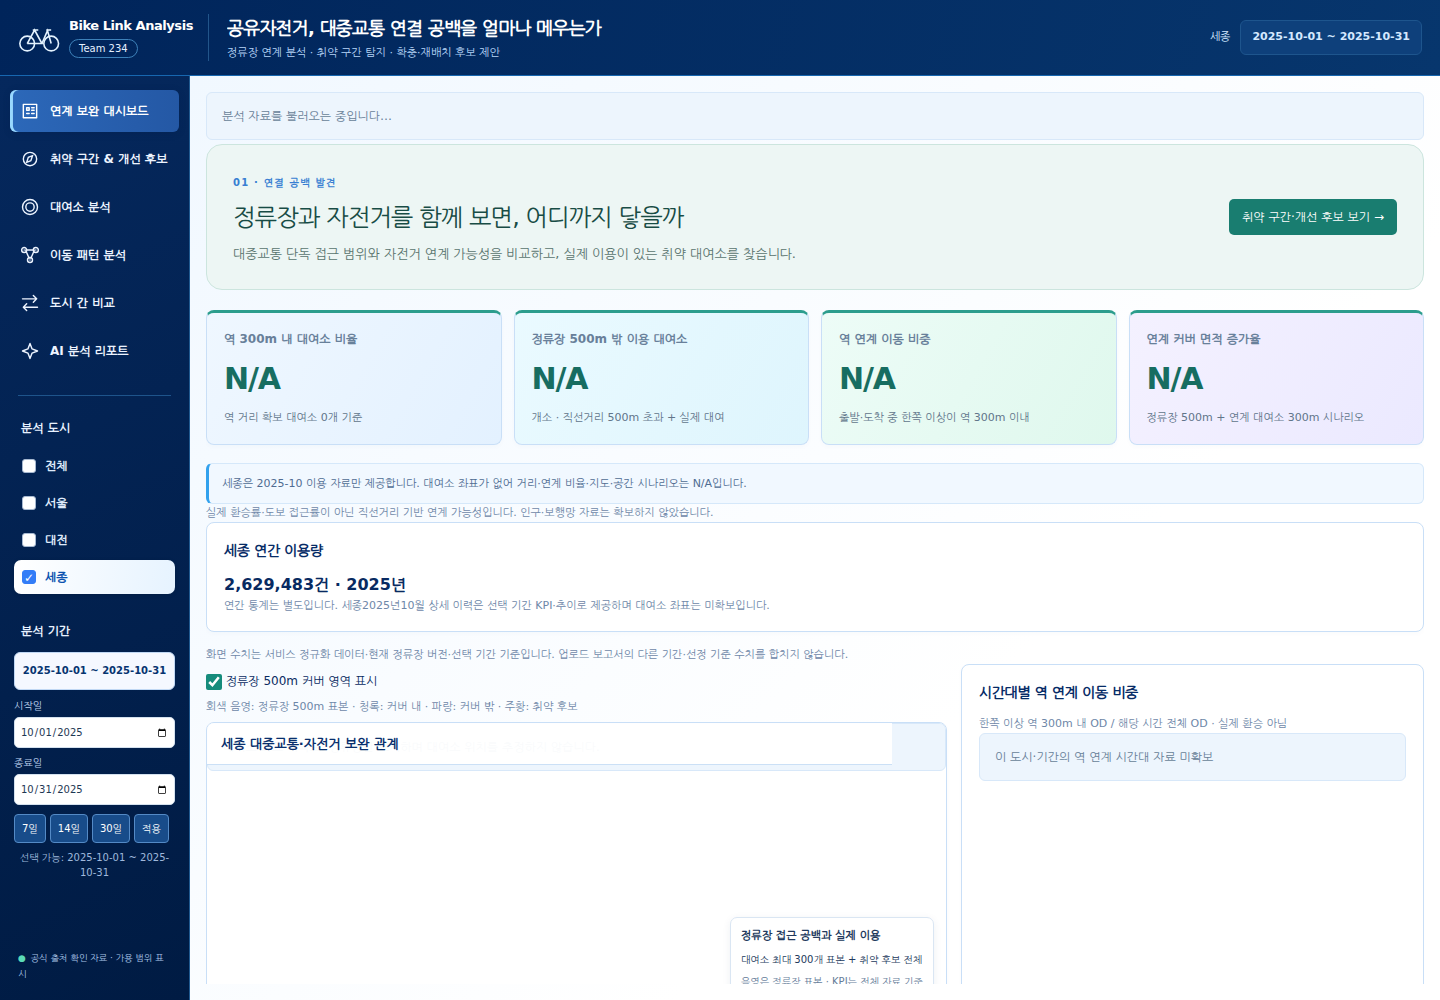 Bike Link Analysis
Team 234
공유자전거, 대중교통 연결 공백을 얼마나 메우는가
정류장 연계 분석 · 취약 구간 탐지 · 확충·재배치 후보 제안
세종
2025-10-01 ~ 2025-10-31
연계 보완 대시보드
취약 구간 & 개선 후보
대여소 분석
이동 패턴 분석
도시 간 비교
AI 분석 리포트
분석 도시
전체
서울
대전
세종
분석 기간
2025-10-01 ~ 2025-10-31
시작일
10/01/2025
종료일
10/31/2025
7일
14일
30일
적용
선택 가능: 2025-10-01 ~ 2025-
10-31
공식 출처 확인 자료 · 가용 범위 표
시
분석 자료를 불러오는 중입니다…
01 · 연결 공백 발견
정류장과 자전거를 함께 보면, 어디까지 닿을까
대중교통 단독 접근 범위와 자전거 연계 가능성을 비교하고, 실제 이용이 있는 취약 대여소를 찾습니다.
취약 구간·개선 후보 보기 →
역 300m 내 대여소 비율
N/A
역 거리 확보 대여소 0개 기준
정류장 500m 밖 이용 대여소
N/A
개소 · 직선거리 500m 초과 + 실제 대여
역 연계 이동 비중
N/A
출발·도착 중 한쪽 이상이 역 300m 이내
연계 커버 면적 증가율
N/A
정류장 500m + 연계 대여소 300m 시나리오
세종은 2025-10 이용 자료만 제공합니다. 대여소 좌표가 없어 거리·연계 비율·지도·공간 시나리오는 N/A입니다.
실제 환승률·도보 접근률이 아닌 직선거리 기반 연계 가능성입니다. 인구·보행망 자료는 확보하지 않았습니다.
세종 연간 이용량
2,629,483건 · 2025년
연간 통계는 별도입니다. 세종2025년10월 상세 이력은 선택 기간 KPI·추이로 제공하며 대여소 좌표는 미확보입니다.
화면 수치는 서비스 정규화 데이터·현재 정류장 버전·선택 기간 기준입니다. 업로드 보고서의 다른 기간·선정 기준 수치를 합치지 않습니다.
정류장 500m 커버 영역 표시
회색 음영: 정류장 500m 표본 · 청록: 커버 내 · 파랑: 커버 밖 · 주황: 취약 후보
세종 대중교통·자전거 보완 관계
정류장 접근 공백과 실제 이용
대여소 최대 300개 표본 + 취약 후보 전체
음영은 정류장 표본 · KPI는 전체 자료 기준
시간대별 역 연계 이동 비중
한쪽 이상 역 300m 내 OD / 해당 시간 전체 OD · 실제 환승 아님
이 도시·기간의 역 연계 시간대 자료 미확보